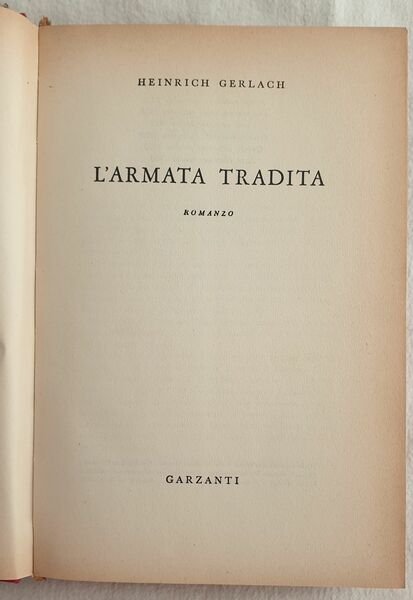 HEINRICH GERLACH
L'ARMATA TRADITA
ROMANZO
GARZANTI